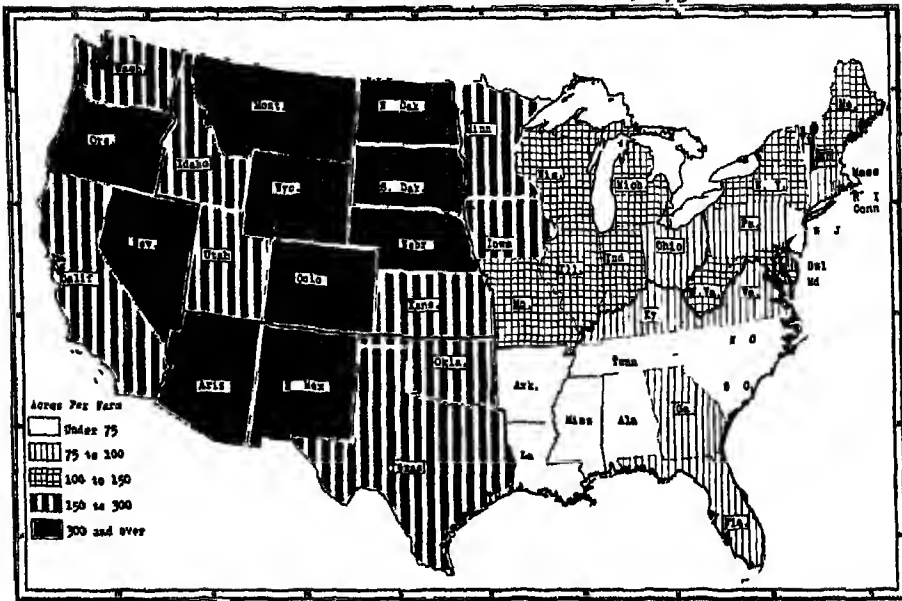 Wash.
Mont.
N Dak.
Minn
Ore.
Idaho
Wyo.
S. Dak.
Wis.
Mich.
N. Y.
Me.
Mass
R I
Conn
Nev.
Utah
Colo.
Nebr.
Iowa
Ill.
Ind
Ohio
Pa.
N J
Del
Md
Calif.
Kans.
Mo.
Ky
W. Va.
Va.
Ariz
N Mex
Okla.
Ark.
Tenn
N C
S C.
Texas
La
Miss
Ala
Ga.
Fla.
Acres Per Farm
Under 75
75 to 100
100 to 150
150 to 300
300 and over